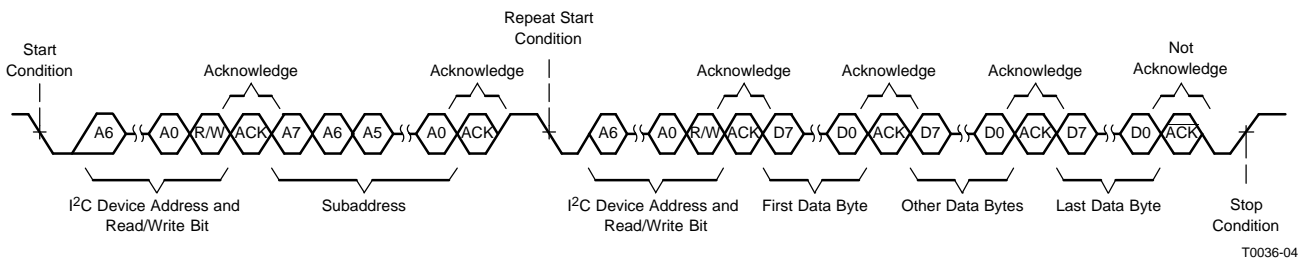 Repeat Start
Condition
Start
Condition
Not
Acknowledge
Acknowledge
Acknowledge
Acknowledge
Acknowledge
Acknowledge
A6 A0 R/W ACK A7 A6 A5 A0 ACK A6 A0 R/W ACK D7 D0 ACK D7 D0 ACK D7 D0 ACK
I²C Device Address and
Read/Write Bit
Subaddress
I²C Device Address and
Read/Write Bit
First Data Byte
Other Data Bytes
Last Data Byte
Stop
Condition
T0036-04